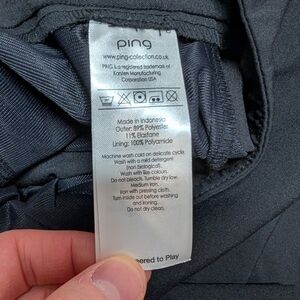 ping
www.ping-collection.co.uk
PING is a registered trademark of
Karsten Manufacturing
Corporation USA
Made in Indonesia
Outer: 89% Polyester
11% Elastane
Lining: 100% Polyamide
Machine wash cold on delicate cycle.
Wash with a mild detergent
(non biological).
Wash with like colours.
Do not bleach. Tumble dry low.
Medium iron.
Iron with pressing cloth.
Turn inside out before washing
and ironing.
Do not dry clean.
ered to Play